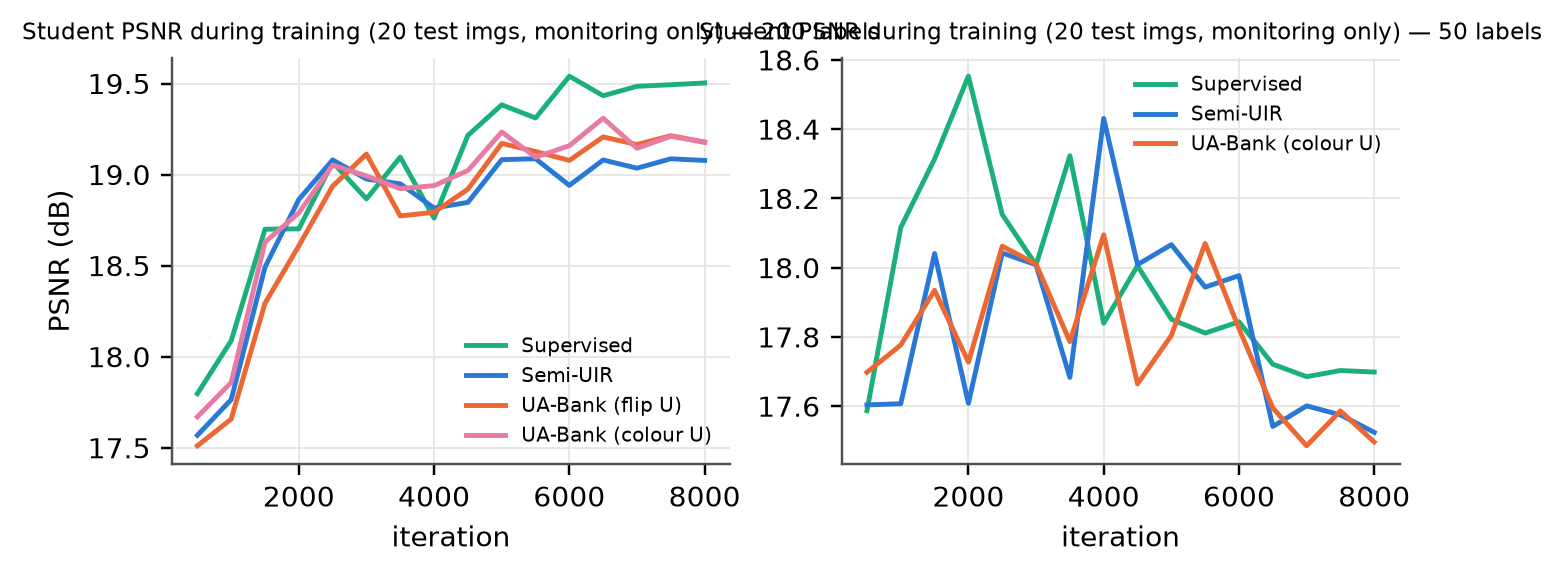 Student PSNR during training (20 test imgs, monitoring only) — 200 labels
Student PSNR during training (20 test imgs, monitoring only) — 50 labels
PSNR (dB)
19.5
19.0
18.5
18.0
17.5
Supervised
Semi-UIR
UA-Bank (flip U)
UA-Bank (colour U)
2000 4000 6000 8000
iteration
18.6
18.4
18.2
18.0
17.8
17.6
Supervised
Semi-UIR
UA-Bank (colour U)
2000 4000 6000 8000
iteration